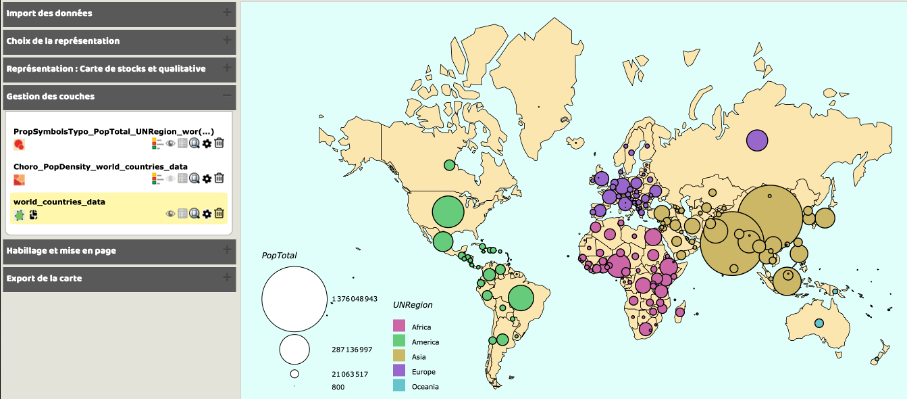 Import des données
Choix de la représentation
Représentation : Carte de stocks et qualitative
Gestion des couches
PropSymbolsTypo_PopTotal_UNRegion_wor(...)
Choro_PopDensity_world_countries_data
world_countries_data
Habillage et mise en page
Export de la carte
PopTotal
1376048943
287136997
21063517
800
UNRegion
Africa
America
Asia
Europe
Oceania